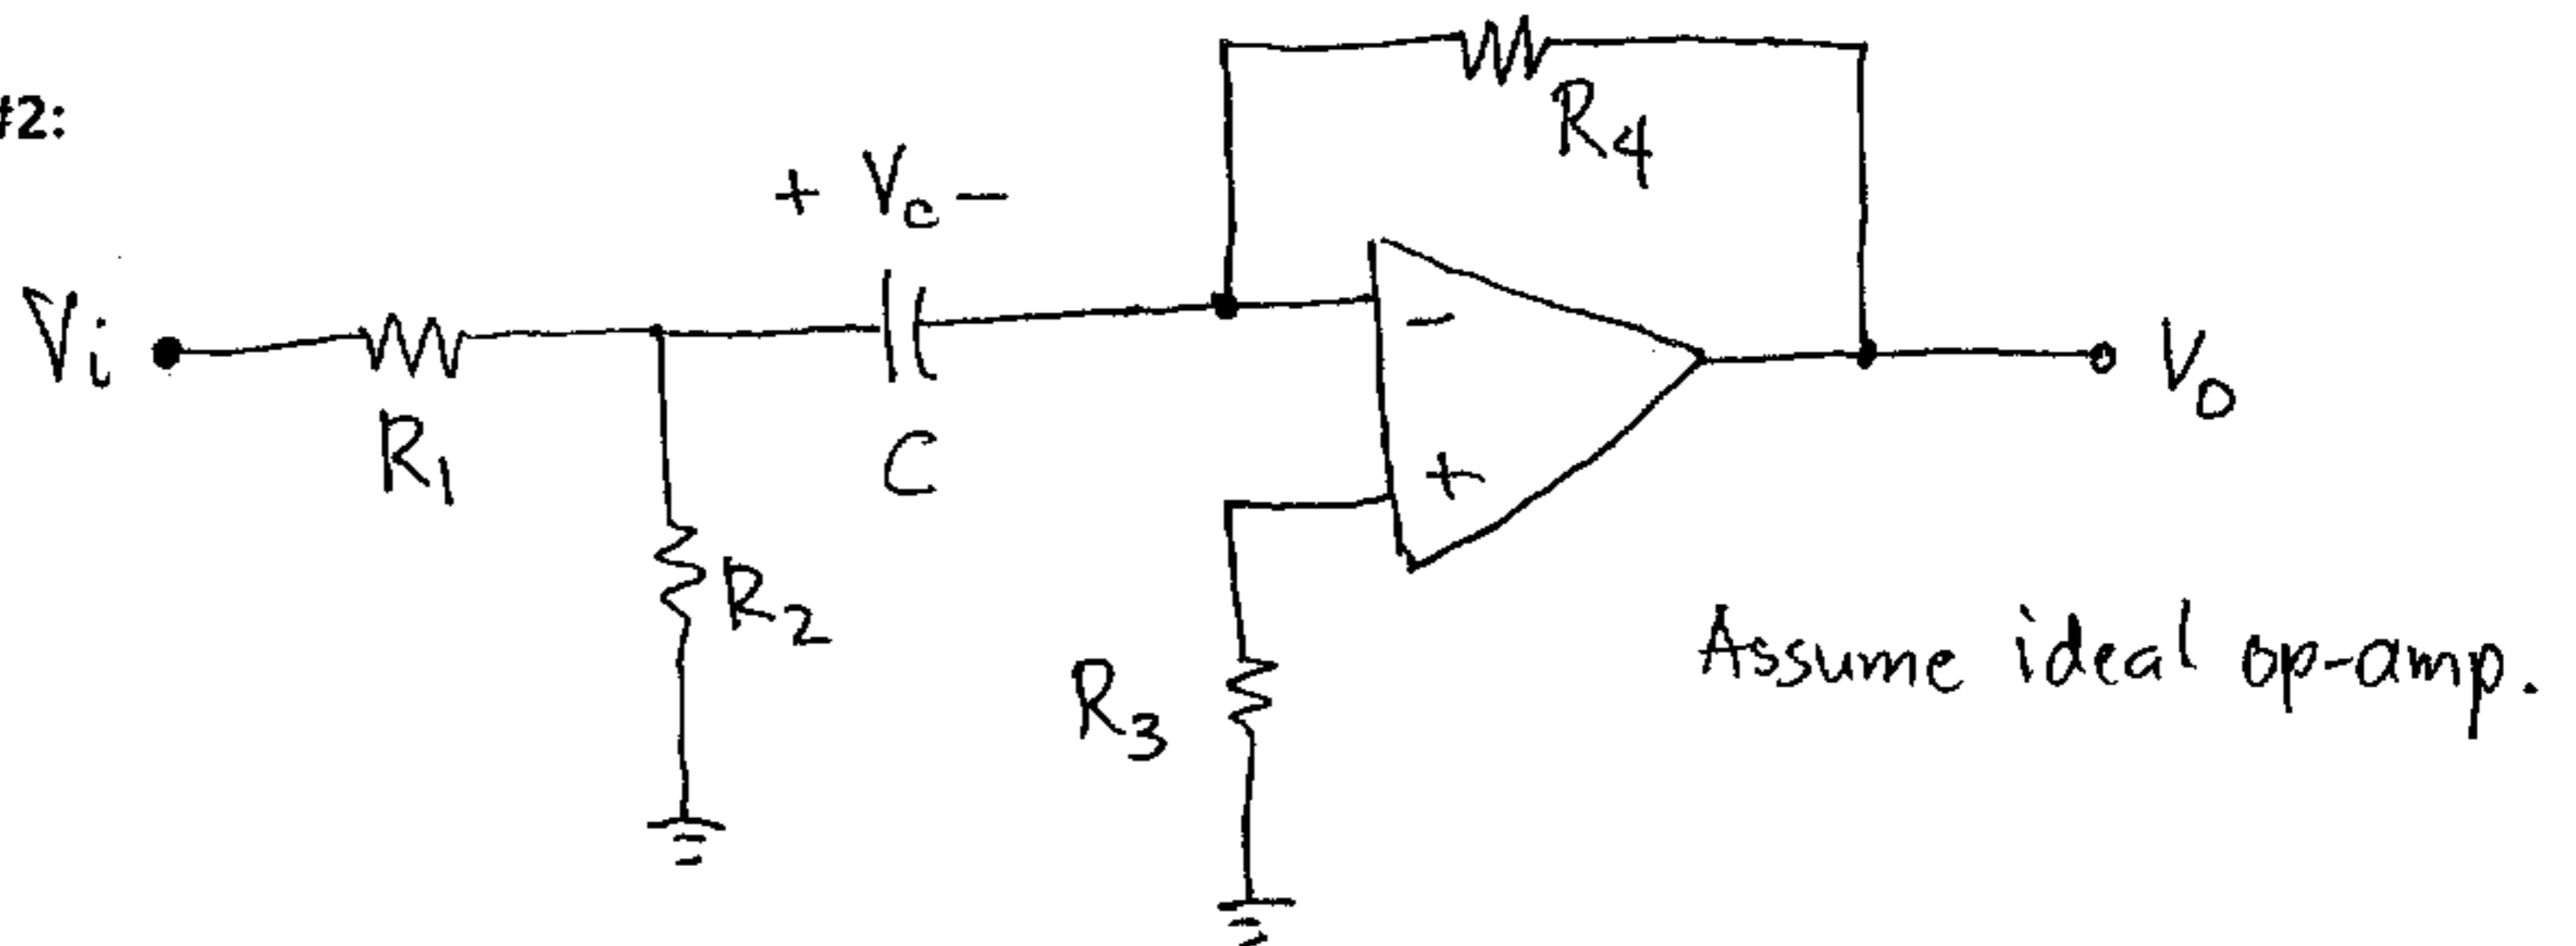 #2:
R4
+ Vc -
Vi
R1
C
-
+
Vo
R2
R3
Assume ideal op-amp.